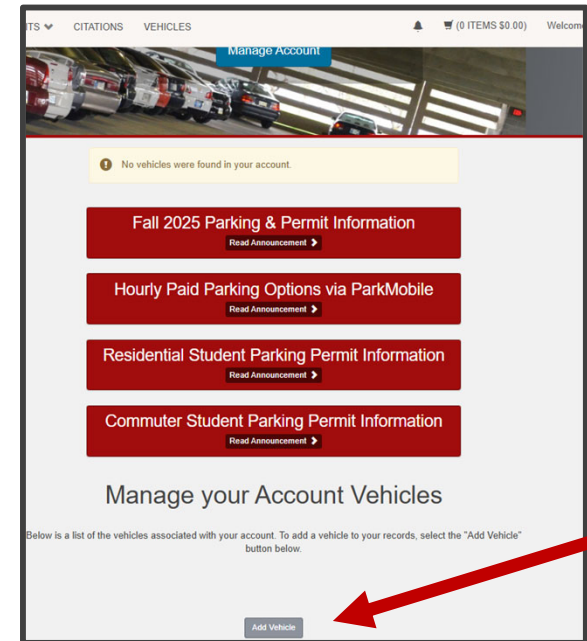 ITS CITATIONS VEHICLES (0 ITEMS $0.00) Welcome
Manage Account
No vehicles were found in your account.
Fall 2025 Parking & Permit Information
Read Announcement
Hourly Paid Parking Options via ParkMobile
Read Announcement
Residential Student Parking Permit Information
Read Announcement
Commuter Student Parking Permit Information
Read Announcement
Manage your Account Vehicles
Below is a list of the vehicles associated with your account. To add a vehicle to your records, select the "Add Vehicle"
button below.
Add Vehicle